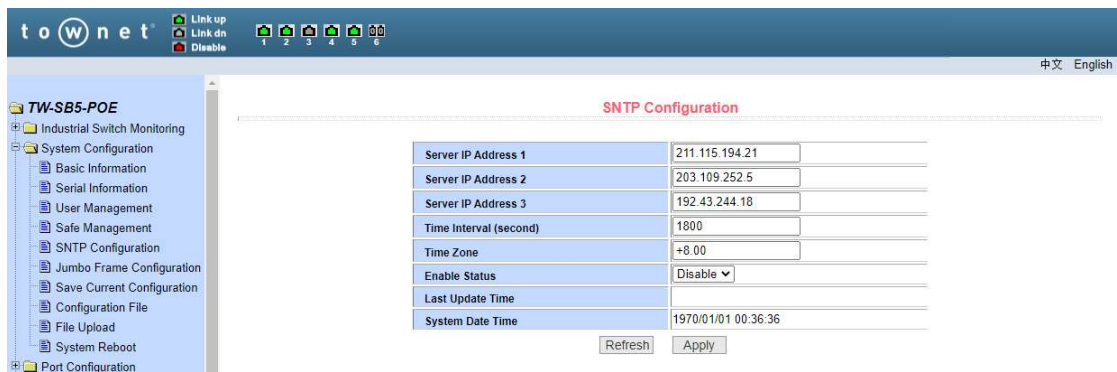 townet
Link up
Link dn
Disable
1 2 3 4 5 6
中文 English
TW-SB5-POE
Industrial Switch Monitoring
System Configuration
Basic Information
Serial Information
User Management
Safe Management
SNTP Configuration
Jumbo Frame Configuration
Save Current Configuration
Configuration File
File Upload
System Reboot
Port Configuration
SNTP Configuration
Server IP Address 1 211.115.194.21
Server IP Address 2 203.109.252.5
Server IP Address 3 192.43.244.18
Time Interval (second) 1800
Time Zone +8.00
Enable Status Disable
Last Update Time
System Date Time 1970/01/01 00:36:36
Refresh Apply